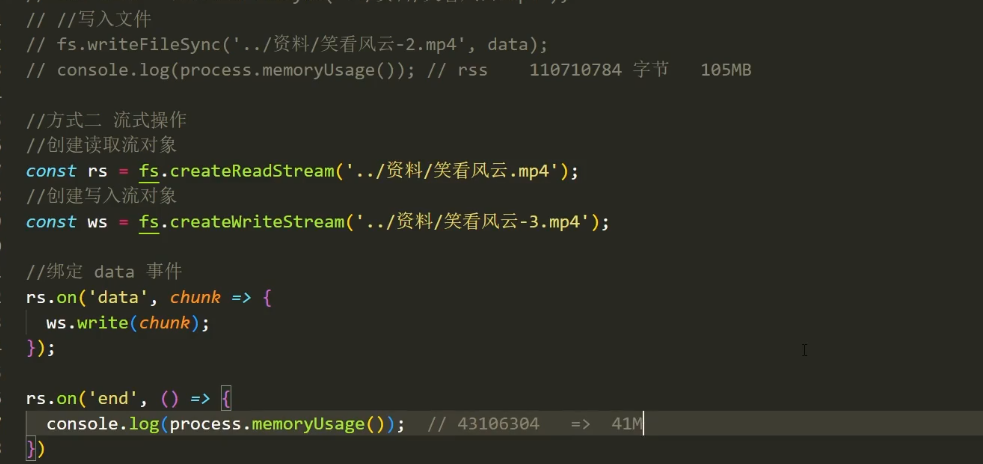 // //写入文件
// fs.writeFileSync('../资料/笑看风云-2.mp4', data);
// console.log(process.memoryUsage()); // rss    110710784 字节   105MB
//方式二 流式操作
//创建读取流对象
const rs = fs.createReadStream('../资料/笑看风云.mp4');
//创建写入流对象
const ws = fs.createWriteStream('../资料/笑看风云-3.mp4');
//绑定 data 事件
rs.on('data', chunk => {
  ws.write(chunk);
});
rs.on('end', () => {
  console.log(process.memoryUsage());  // 43106304   =>  41M
})